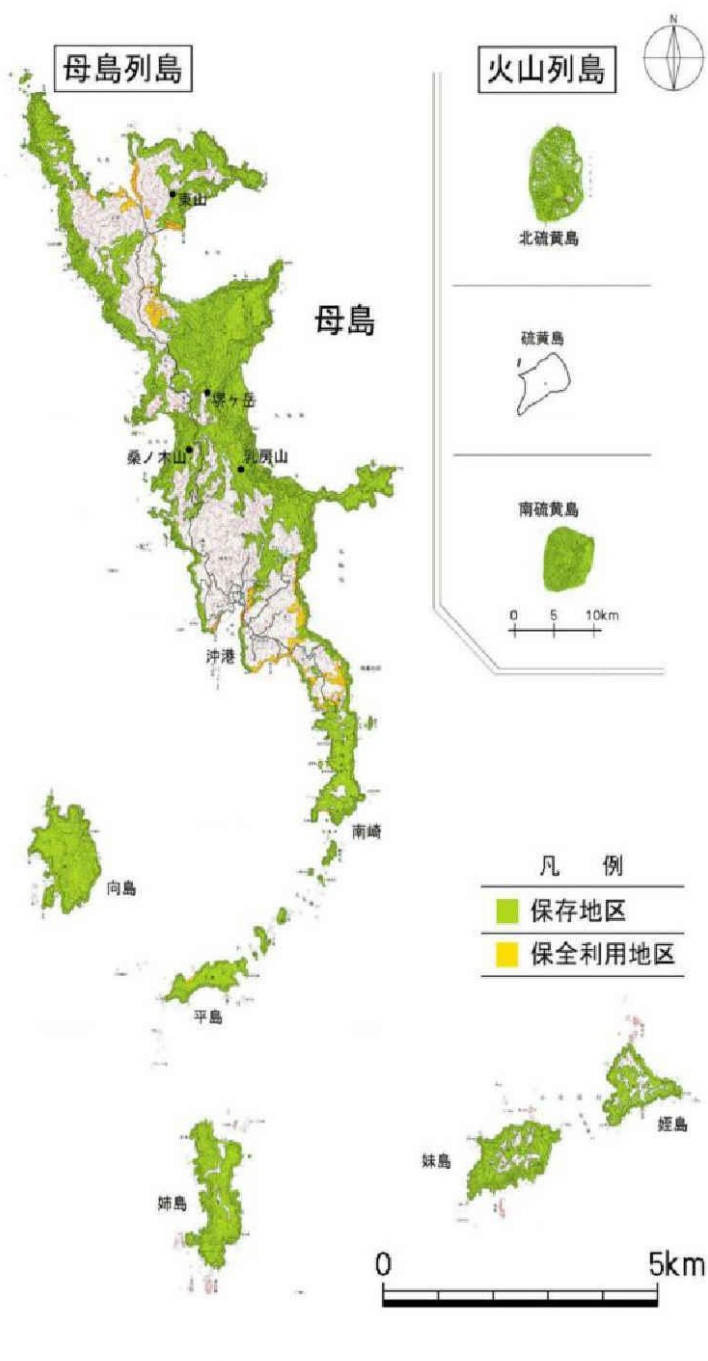 N
母島列島
火山列島
東山
北硫黄島
母島
硫黄島
堺ヶ岳
桑ノ木山
乳房山
南硫黄島
0 5 10km
沖港
南崎
向島
凡 例
保存地区
保全利用地区
平島
姪島
妹島
姉島
0 5km